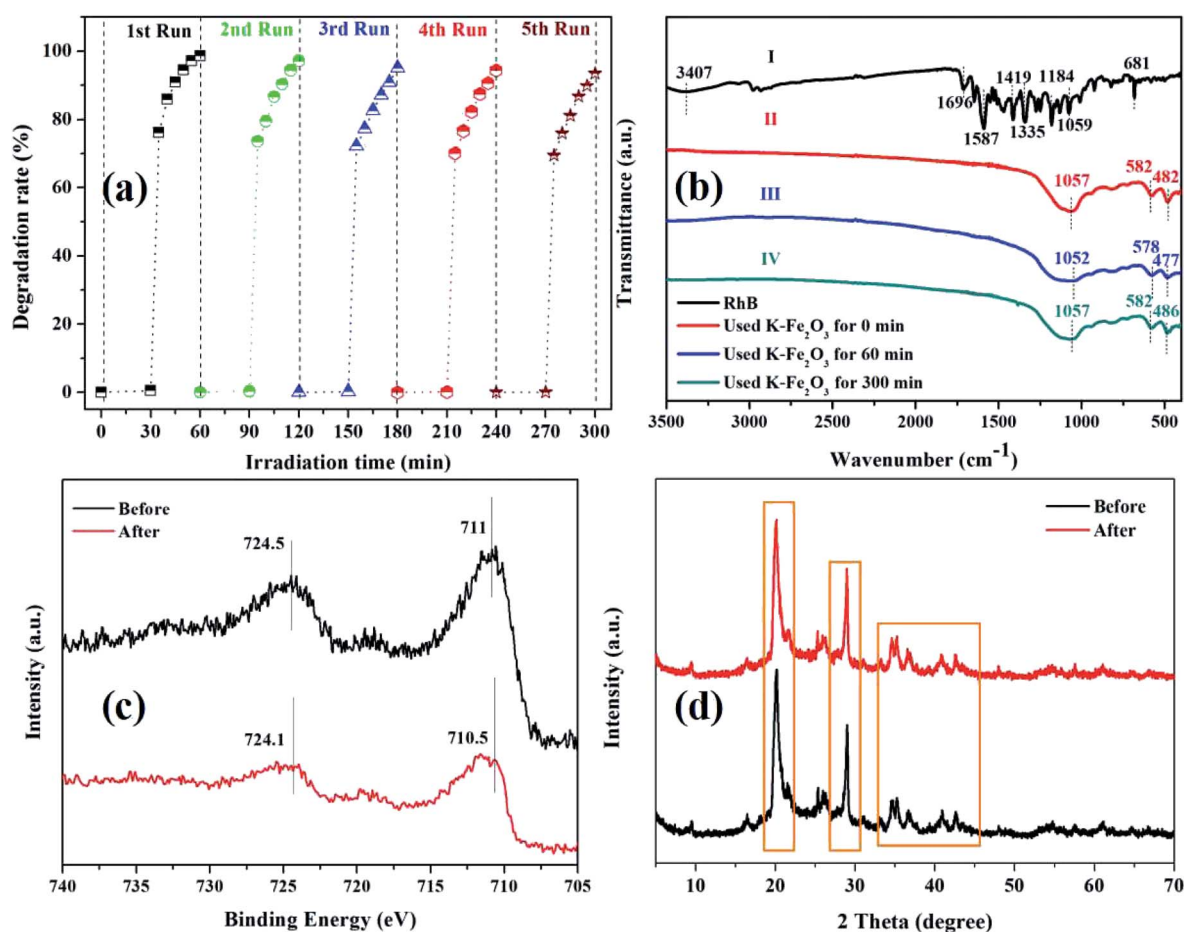 (a)
1st Run 2nd Run 3rd Run 4th Run 5th Run
100
80
60
40
20
0
Degradation rate (%)
0 30 60 90 120 150 180 210 240 270 300
Irradiation time (min)
(b)
I
3407
1696
1587
1419
1335
1184
1059
681
II
1057
582
482
III
1052
578
477
IV
1057
582
486
RhB
Used K-Fe₂O₃ for 0 min
Used K-Fe₂O₃ for 60 min
Used K-Fe₂O₃ for 300 min
Transmittance (a.u.)
3500 3000 2500 2000 1500 1000 500
Wavenumber (cm⁻¹)
(c)
Before
After
724.5
711
724.1
710.5
Intensity (a.u.)
740 735 730 725 720 715 710 705
Binding Energy (eV)
(d)
Before
After
Intensity (a.u.)
10 20 30 40 50 60 70
2 Theta (degree)